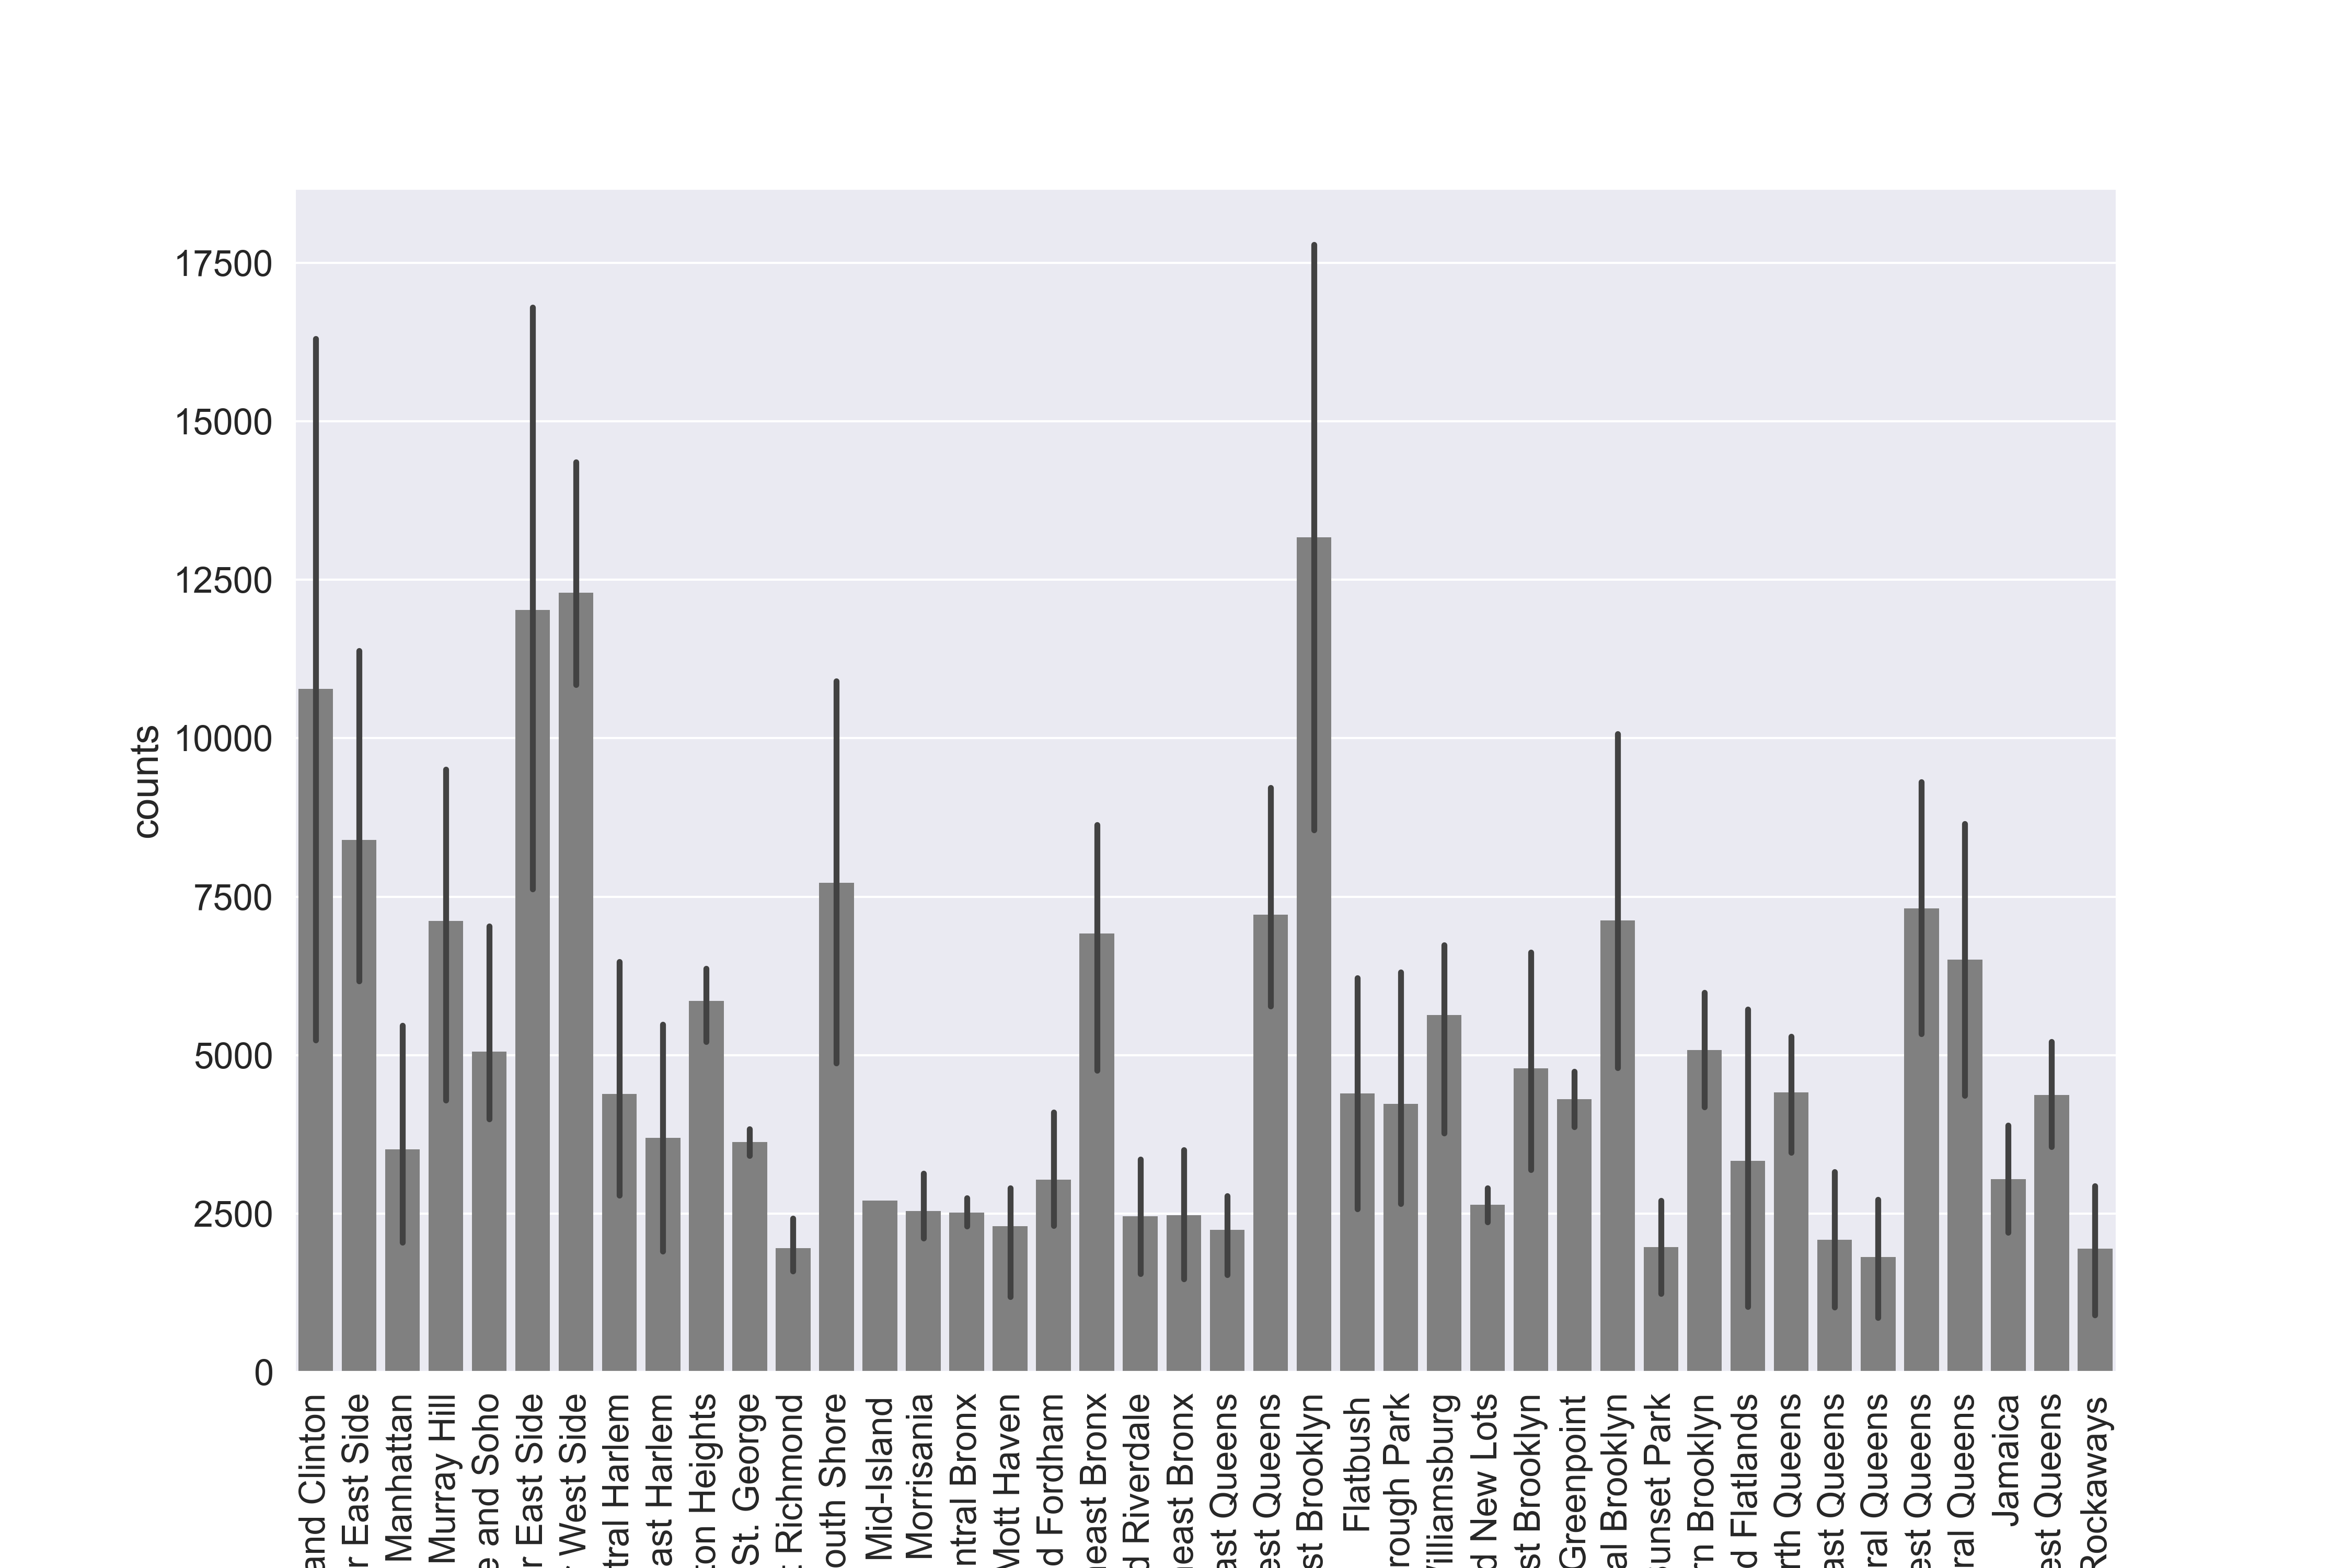 17500
15000
12500
10000
7500
5000
2500
0
counts
and Clinton
r East Side
Manhattan
Murray Hill
e and Soho
r East Side
West Side
tral Harlem
ast Harlem
on Heights
St. George
Richmond
outh Shore
Mid-Island
Morrisania
ntral Bronx
Mott Haven
d Fordham
east Bronx
d Riverdale
east Bronx
ast Queens
est Queens
st Brooklyn
Flatbush
rough Park
Williamsburg
d New Lots
st Brooklyn
Greenpoint
al Brooklyn
unset Park
rn Brooklyn
d Flatlands
rth Queens
ast Queens
ral Queens
est Queens
ral Queens
Jamaica
est Queens
Rockaways